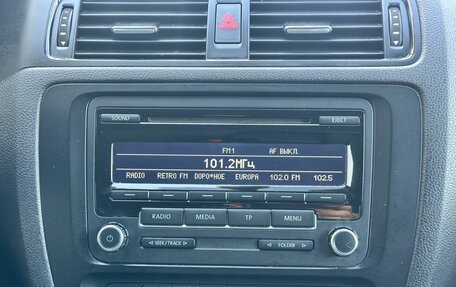 SOUND EJECT
FM1 AF ВЫКЛ.
101.2МГц
RADIO RETRO FM DOPO*HOE EUROPA 102.0 FM 102.5
RADIO MEDIA TP MENU
SEEK/TRACK FOLDER